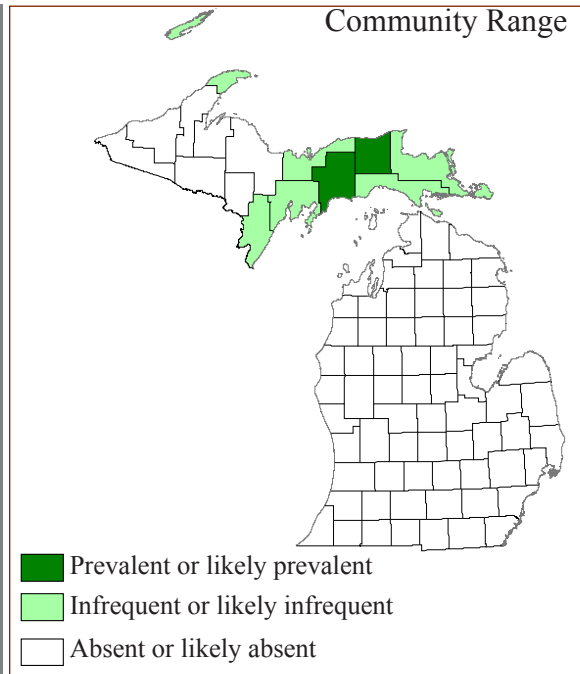 Community Range
Prevalent or likely prevalent
Infrequent or likely infrequent
Absent or likely absent